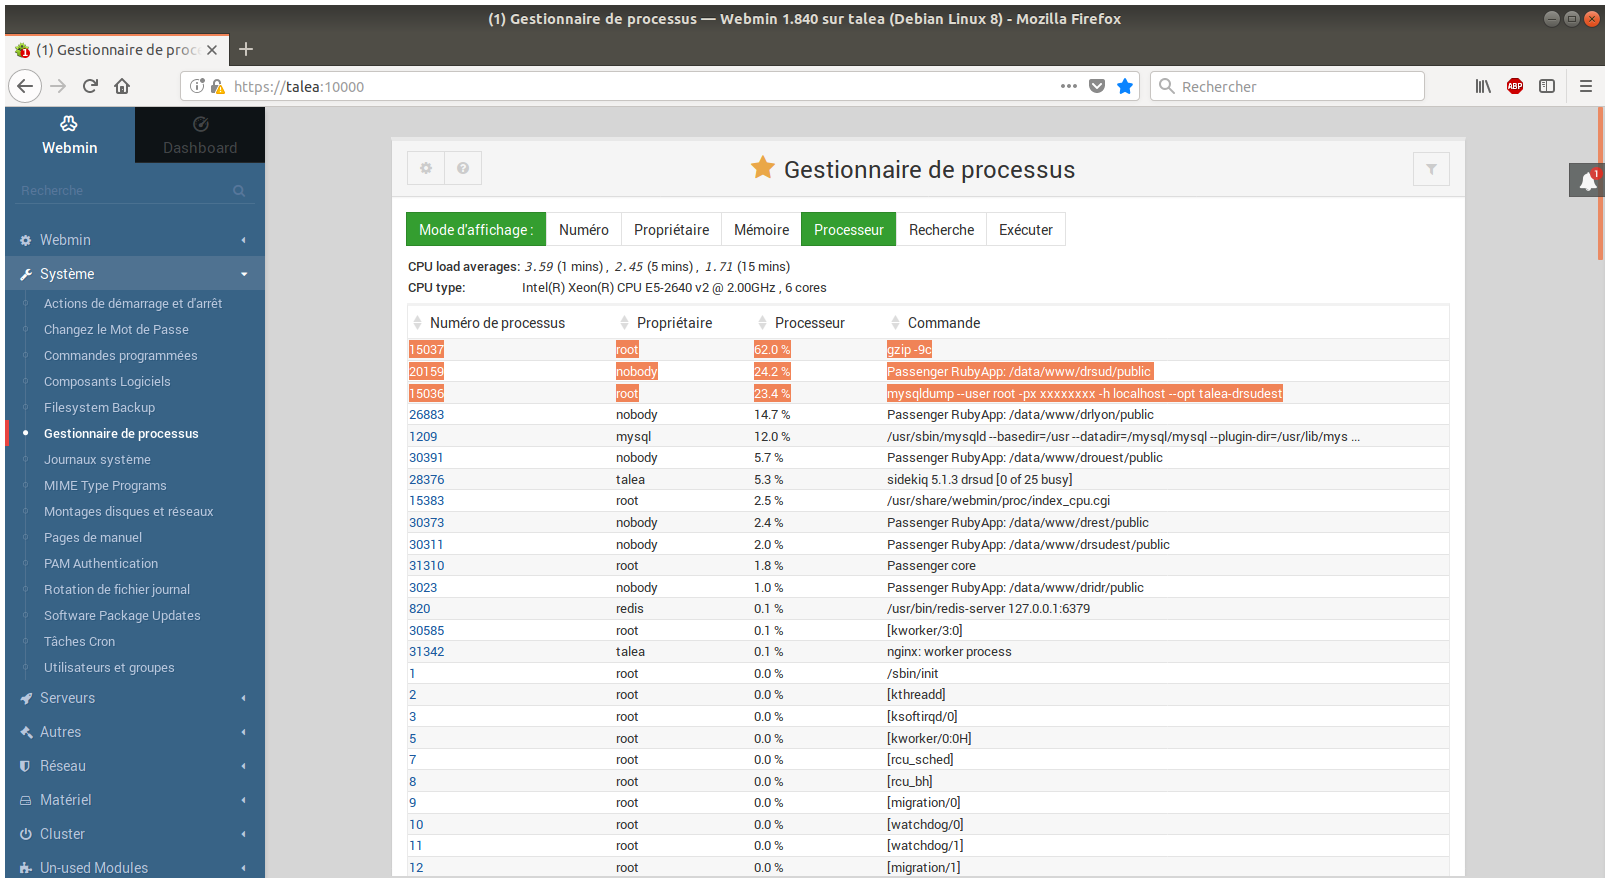 (1) Gestionnaire de processus — Webmin 1.840 sur talea (Debian Linux 8) - Mozilla Firefox
(1) Gestionnaire de proc
https://talea:10000
Rechercher
ABP
Webmin
Dashboard
Recherche
Webmin
Système
Actions de démarrage et d'arrêt
Changez le Mot de Passe
Commandes programmées
Composants Logiciels
Filesystem Backup
Gestionnaire de processus
Journaux système
MIME Type Programs
Montages disques et réseaux
Pages de manuel
PAM Authentication
Rotation de fichier journal
Software Package Updates
Tâches Cron
Utilisateurs et groupes
Serveurs
Autres
Réseau
Matériel
Cluster
Un-used Modules
Gestionnaire de processus
1
Mode d'affichage : Numéro Propriétaire Mémoire Processeur Recherche Exécuter
CPU load averages: 3.59 (1 mins) , 2.45 (5 mins) , 1.71 (15 mins)
CPU type: Intel(R) Xeon(R) CPU E5-2640 v2 @ 2.00GHz , 6 cores
Numéro de processus Propriétaire Processeur Commande
15037 root 62.0 % gzip -9c
20159 nobody 24.2 % Passenger RubyApp: /data/www/drsud/public
15036 root 23.4 % mysqldump --user root -px xxxxxxxx -h localhost --opt talea-drsudest
26883 nobody 14.7 % Passenger RubyApp: /data/www/drlyon/public
1209 mysql 12.0 % /usr/sbin/mysqld --basedir=/usr --datadir=/mysql/mysql --plugin-dir=/usr/lib/mys ...
30391 nobody 5.7 % Passenger RubyApp: /data/www/drouest/public
28376 talea 5.3 % sidekiq 5.1.3 drsud [0 of 25 busy]
15383 root 2.5 % /usr/share/webmin/proc/index_cpu.cgi
30373 nobody 2.4 % Passenger RubyApp: /data/www/drest/public
30311 nobody 2.0 % Passenger RubyApp: /data/www/drsudest/public
31310 root 1.8 % Passenger core
3023 nobody 1.0 % Passenger RubyApp: /data/www/dridr/public
820 redis 0.1 % /usr/bin/redis-server 127.0.0.1:6379
30585 root 0.1 % [kworker/3:0]
31342 talea 0.1 % nginx: worker process
1 root 0.0 % /sbin/init
2 root 0.0 % [kthreadd]
3 root 0.0 % [ksoftirqd/0]
5 root 0.0 % [kworker/0:0H]
7 root 0.0 % [rcu_sched]
8 root 0.0 % [rcu_bh]
9 root 0.0 % [migration/0]
10 root 0.0 % [watchdog/0]
11 root 0.0 % [watchdog/1]
12 root 0.0 % [migration/1]